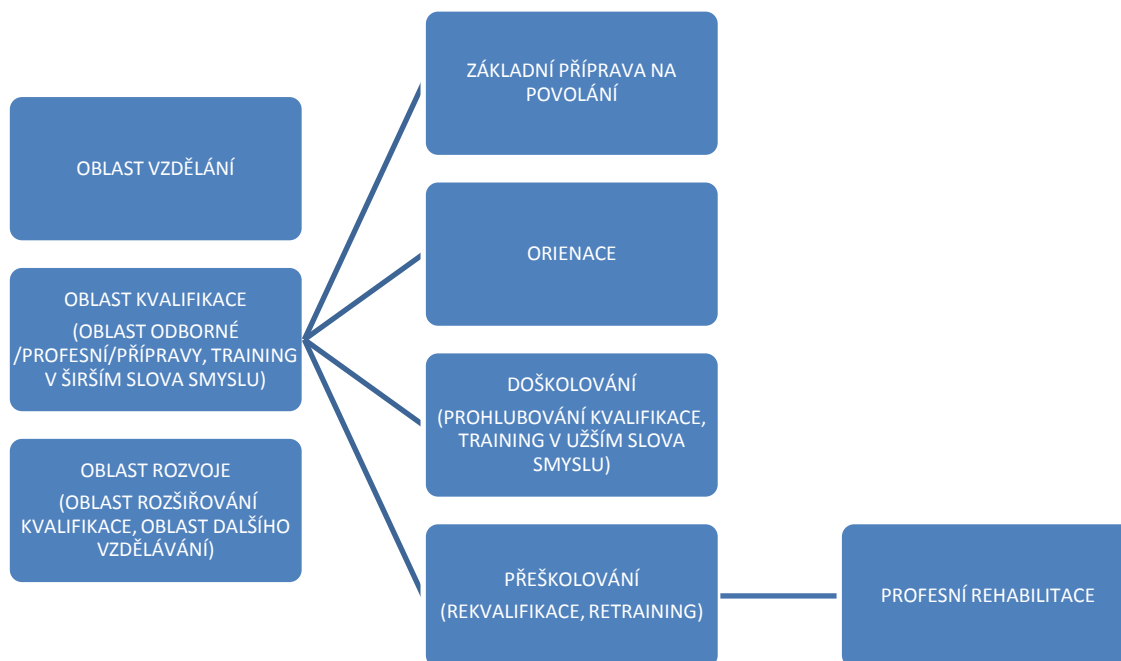 OBLAST VZDĚLÁNÍ
OBLAST KVALIFIKACE
(OBLAST ODBORNÉ
/PROFESNÍ/PŘÍPRAVY, TRAINING
V ŠIRŠÍM SLOVA SMYSLU)
OBLAST ROZVOJE
(OBLAST ROZŠIŘOVÁNÍ
KVALIFIKACE, OBLAST DALŠÍHO
VZDĚLÁVÁNÍ)
ZÁKLADNÍ PŘÍPRAVA NA
POVOLÁNÍ
ORIENACE
DOŠKOLOVÁNÍ
(PROHLUBOVÁNÍ KVALIFIKACE,
TRAINING V UŽŠÍM SLOVA
SMYSLU)
PŘEŠKOLOVÁNÍ
(REKVALIFIKACE, RETRAINING)
PROFESNÍ REHABILITACE